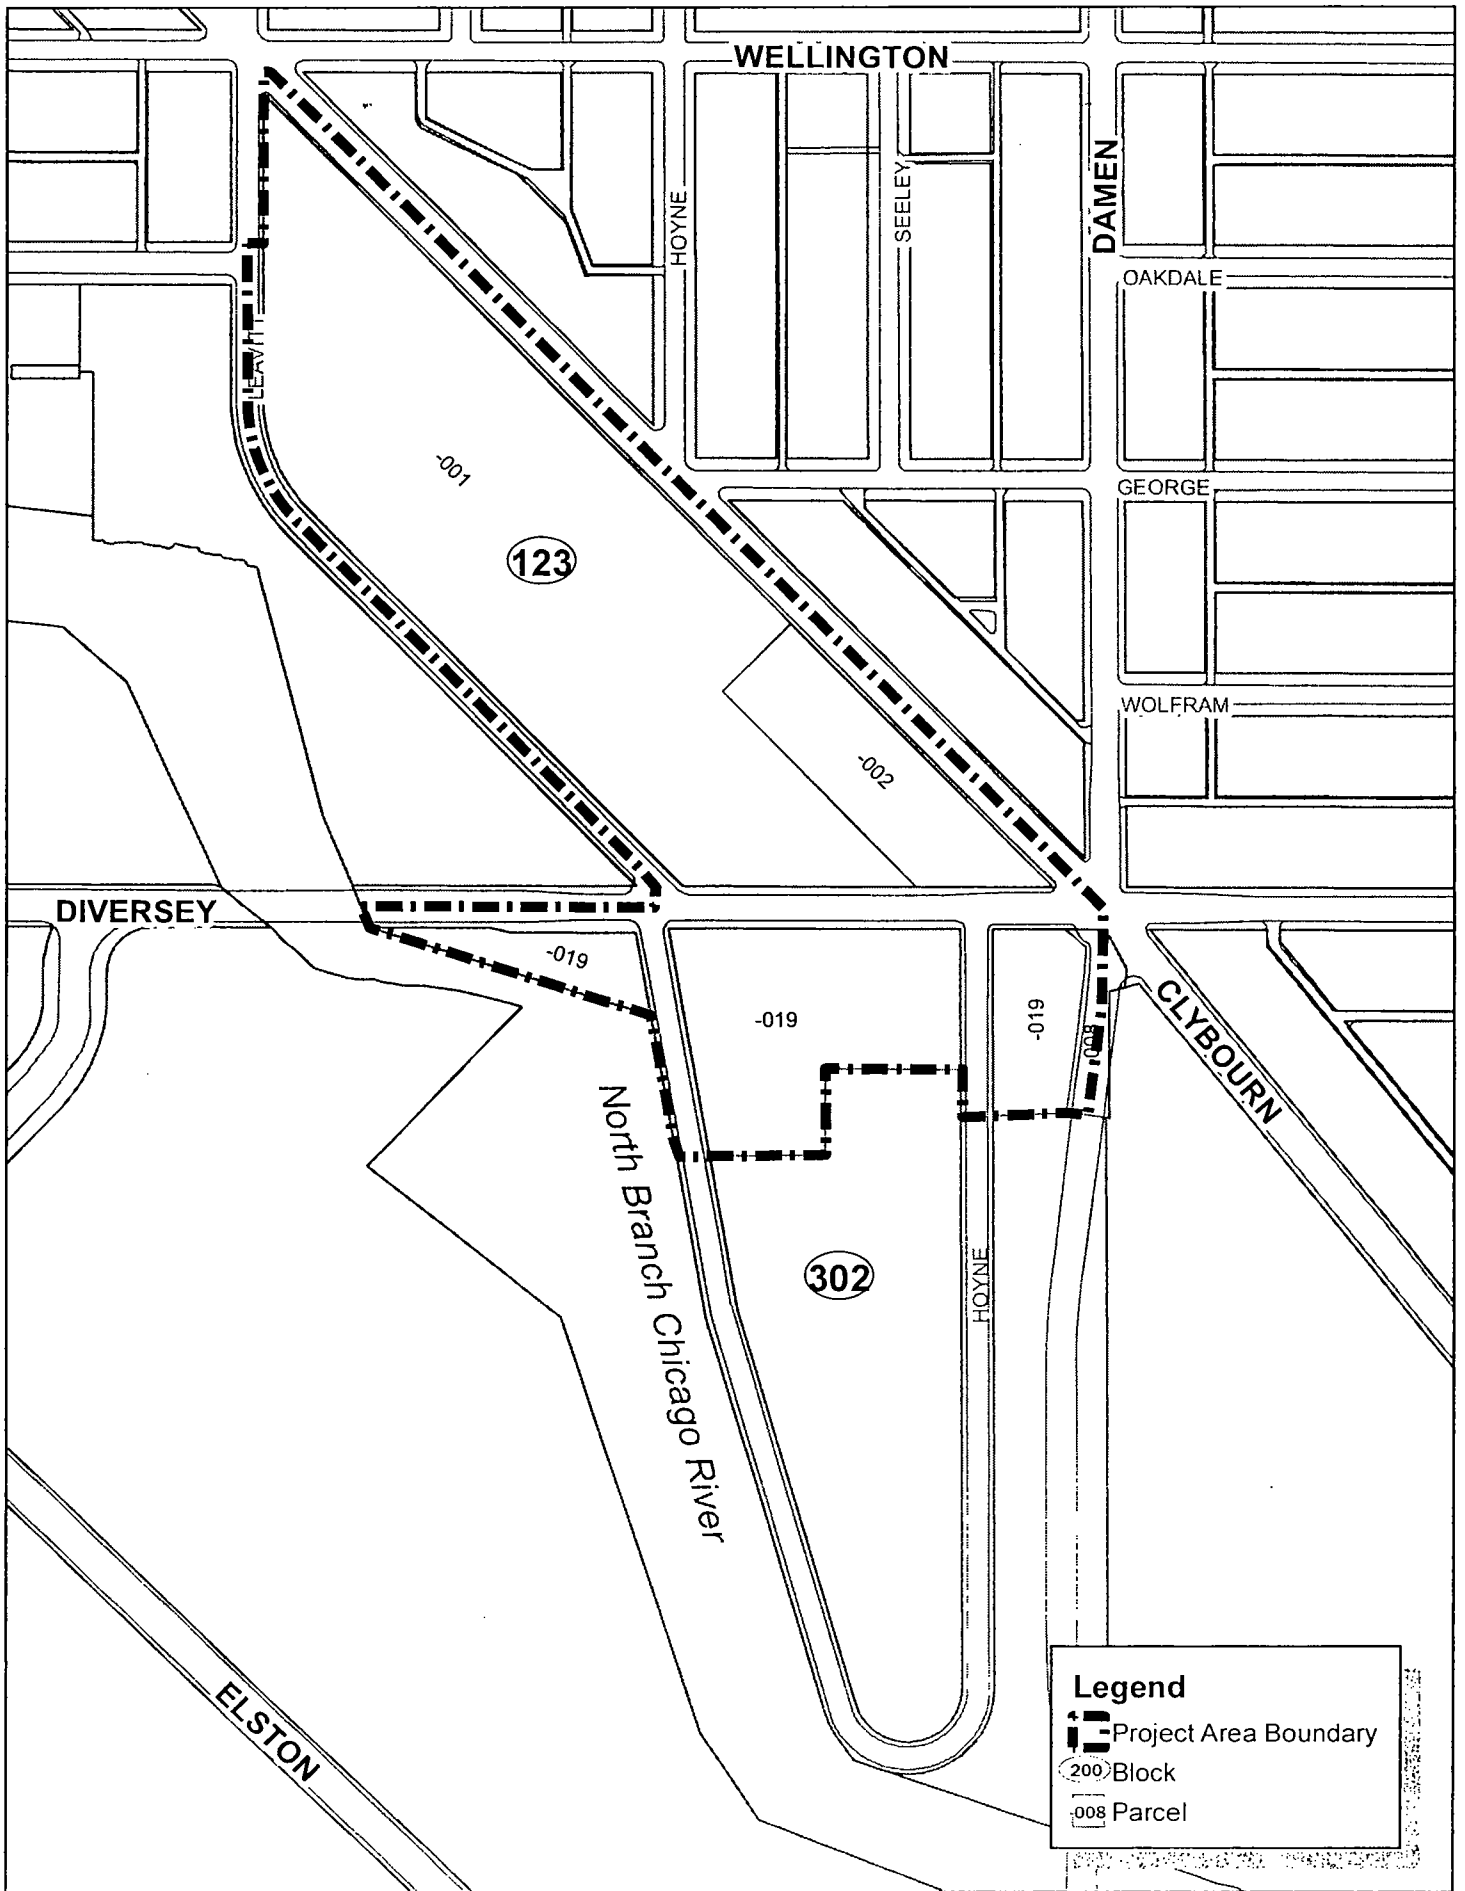 WELLINGTON
HOYNE
SEELEY
DAMEN
OAKDALE
LEAVITT
-001
GEORGE
123
WOLFRAM
-002
DIVERSEY
-019
-019
-019
-008
CLYBOURN
North Branch Chicago River
302
HOYNE
ELSTON
Legend
Project Area Boundary
200 Block
-008 Parcel